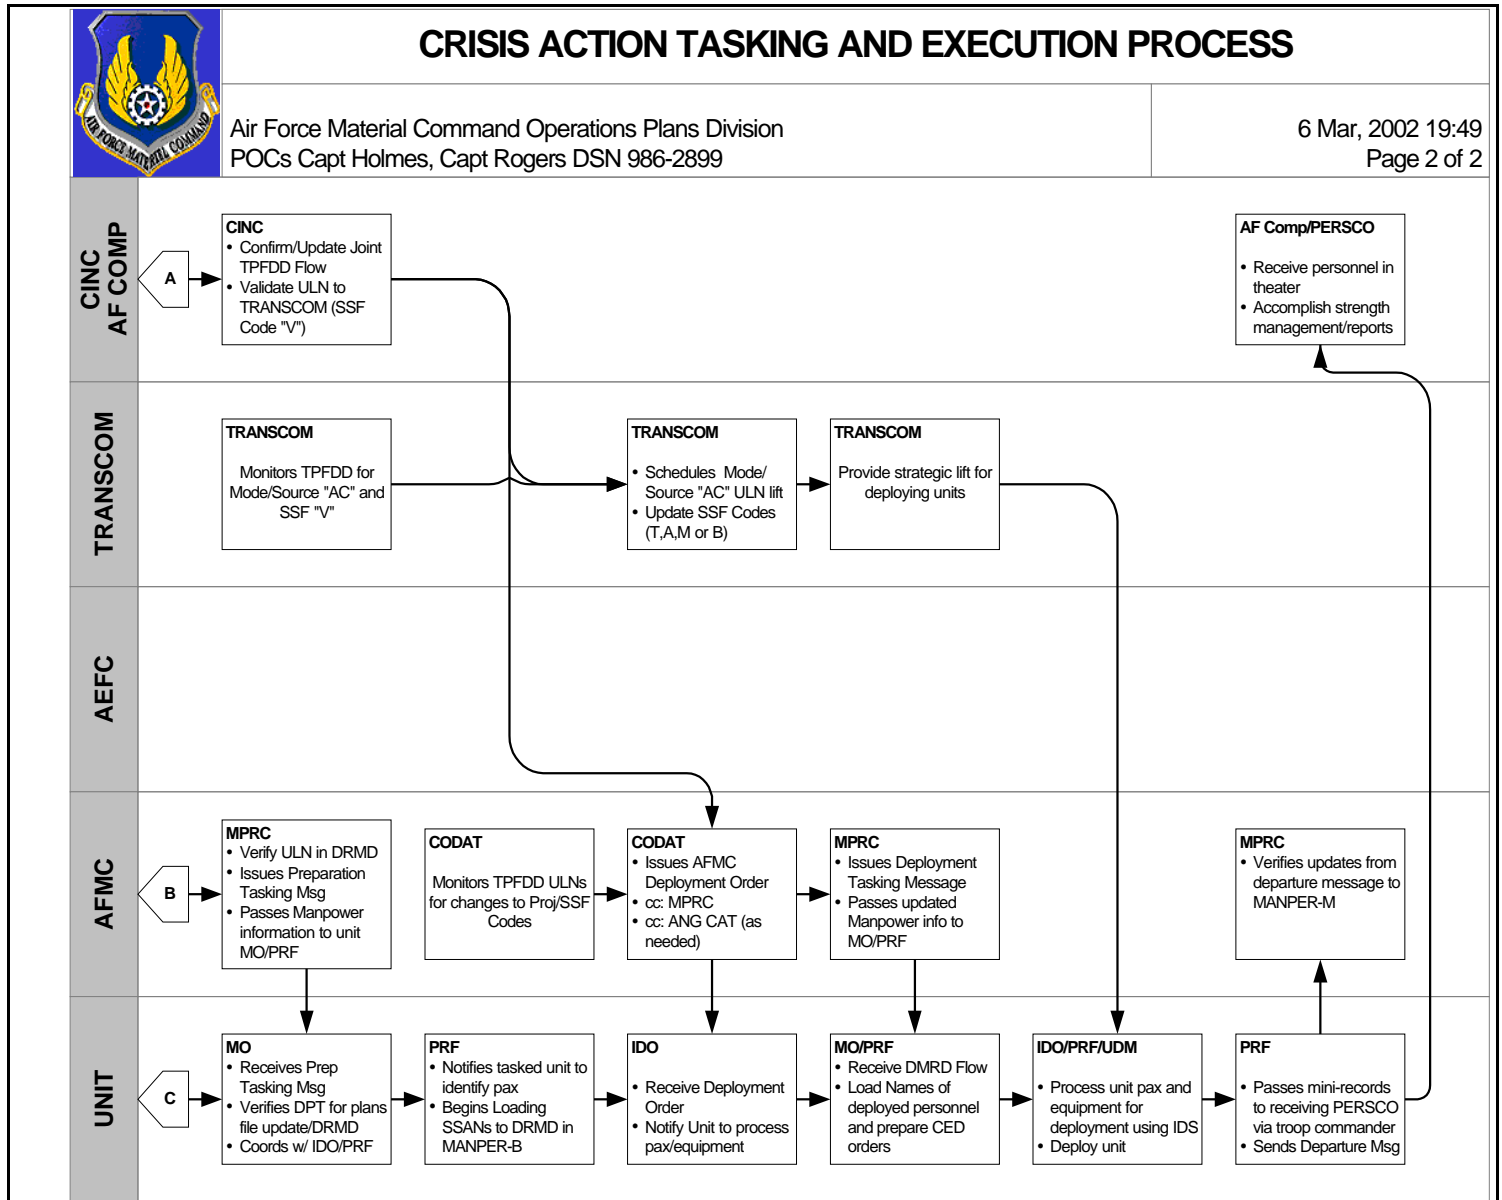 CRISIS ACTION TASKING AND EXECUTION PROCESS
AIR FORCE MATERIEL COMMAND
Air Force Material Command Operations Plans Division
POCs Capt Holmes, Capt Rogers DSN 986-2899
6 Mar, 2002 19:49
Page 2 of 2
CINC
AF COMP
A
CINC
• Confirm/Update Joint
TPFDD Flow
• Validate ULN to
TRANSCOM (SSF
Code "V")
AF Comp/PERSCO
• Receive personnel in
theater
• Accomplish strength
management/reports
TRANSCOM
TRANSCOM
Monitors TPFDD for
Mode/Source "AC" and
SSF "V"
TRANSCOM
• Schedules Mode/
Source "AC" ULN lift
• Update SSF Codes
(T,A,M or B)
TRANSCOM
Provide strategic lift for
deploying units
AEFC
AFMC
B
MPRC
• Verify ULN in DRMD
• Issues Preparation
Tasking Msg
• Passes Manpower
information to unit
MO/PRF
CODAT
Monitors TPFDD ULNs
for changes to Proj/SSF
Codes
CODAT
• Issues AFMC
Deployment Order
• cc: MPRC
• cc: ANG CAT (as
needed)
MPRC
• Issues Deployment
Tasking Message
• Passes updated
Manpower info to
MO/PRF
MPRC
• Verifies updates from
departure message to
MANPER-M
UNIT
C
MO
• Receives Prep
Tasking Msg
• Verifies DPT for plans
file update/DRMD
• Coords w/ IDO/PRF
PRF
• Notifies tasked unit to
identify pax
• Begins Loading
SSANs to DRMD in
MANPER-B
IDO
• Receive Deployment
Order
• Notify Unit to process
pax/equipment
MO/PRF
• Receive DMRD Flow
• Load Names of
deployed personnel
and prepare CED
orders
IDO/PRF/UDM
• Process unit pax and
equipment for
deployment using IDS
• Deploy unit
PRF
• Passes mini-records
to receiving PERSCO
via troop commander
• Sends Departure Msg